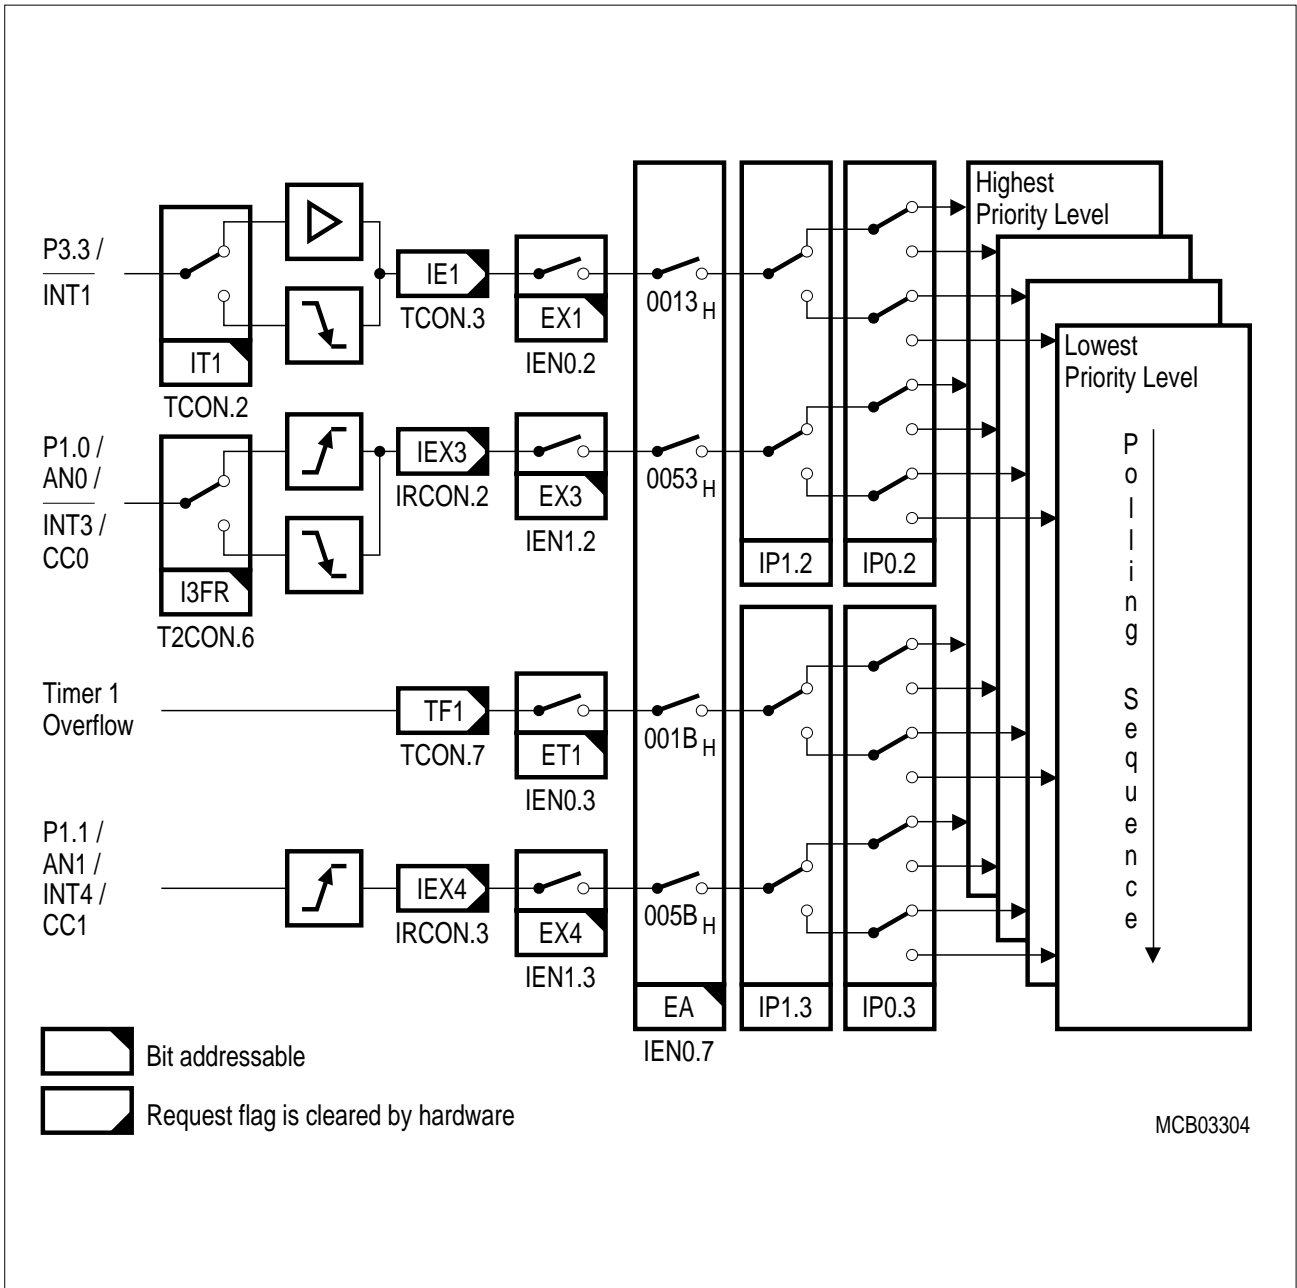 Highest
Priority Level
P3.3 /
INT1
IE1
TCON.3
EX1
IEN0.2
0013 H
IT1
TCON.2
Lowest
Priority Level
P1.0 /
AN0 /
INT3 /
CC0
IEX3
IRCON.2
EX3
IEN1.2
0053 H
I3FR
T2CON.6
IP1.2
IP0.2
Polling Sequence
Timer 1
Overflow
TF1
TCON.7
ET1
IEN0.3
001B H
P1.1 /
AN1 /
INT4 /
CC1
IEX4
IRCON.3
EX4
IEN1.3
005B H
EA
IEN0.7
IP1.3
IP0.3
Bit addressable
Request flag is cleared by hardware
MCB03304